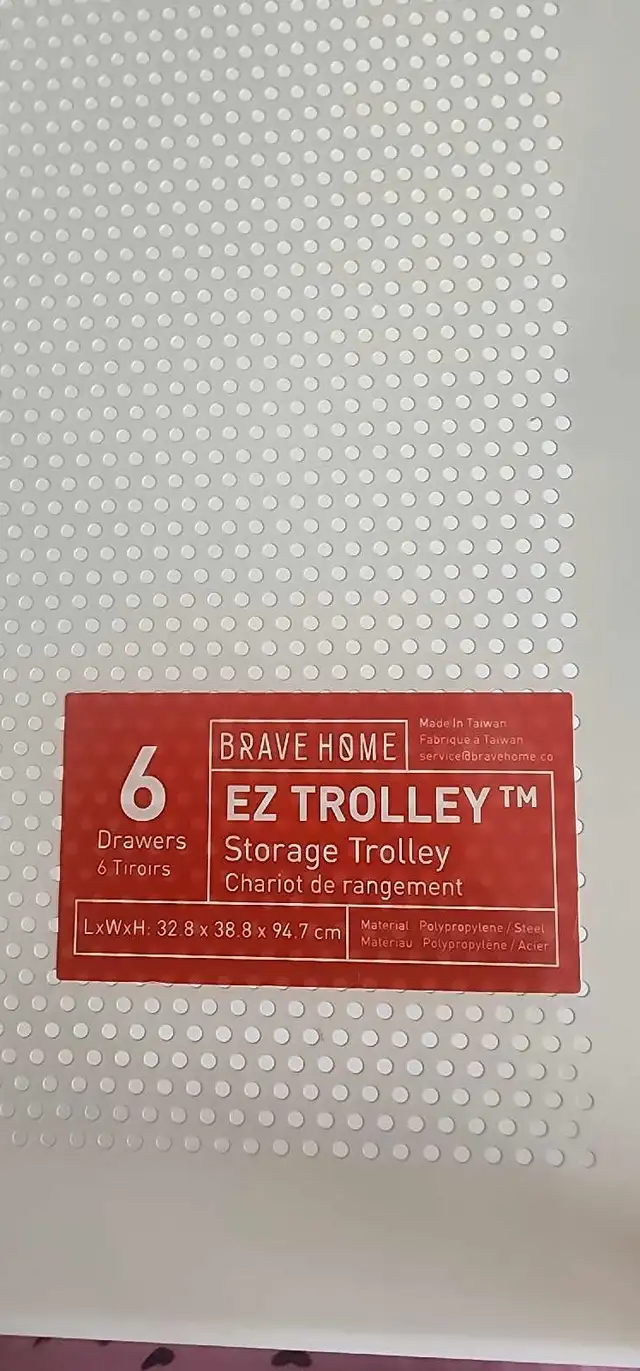 6
Drawers
6 Tiroirs
BRAVE HOME
Made In Taiwan
Fabriqué à Taiwan
service@bravehome.co
EZ TROLLEY™
Storage Trolley
Chariot de rangement
LxWxH: 32.8 x 38.8 x 94.7 cm
Material Polypropylene / Steel
Matériau Polypropylène / Acier